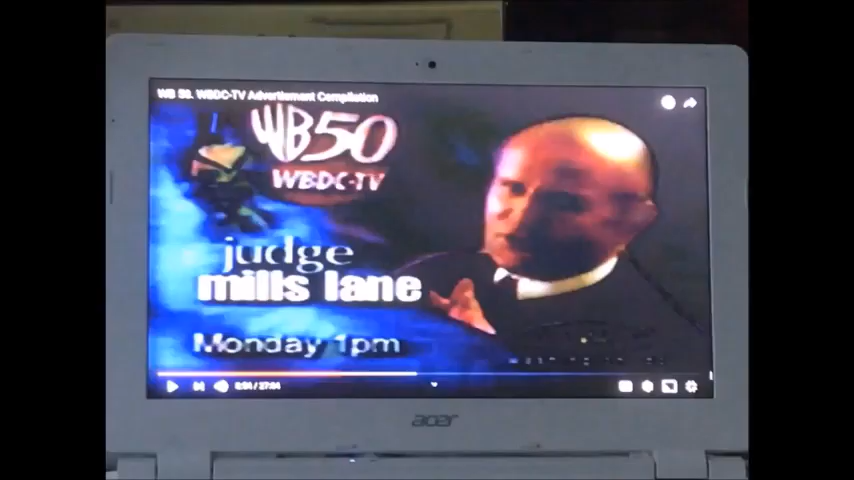 WB 50. WBDC-TV Advertisement Compilation
WB50
WBDC-TV
judge
mills lane
Monday 1pm
acer